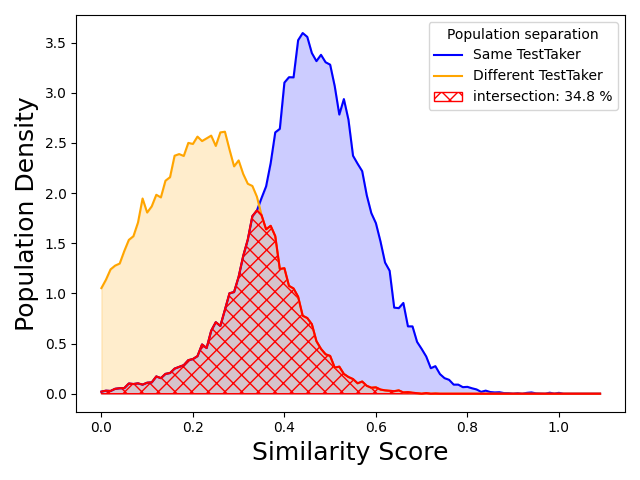 Population separation
Same TestTaker
Different TestTaker
intersection: 34.8 %
Population Density
3.5
3.0
2.5
2.0
1.5
1.0
0.5
0.0
0.0 0.2 0.4 0.6 0.8 1.0
Similarity Score